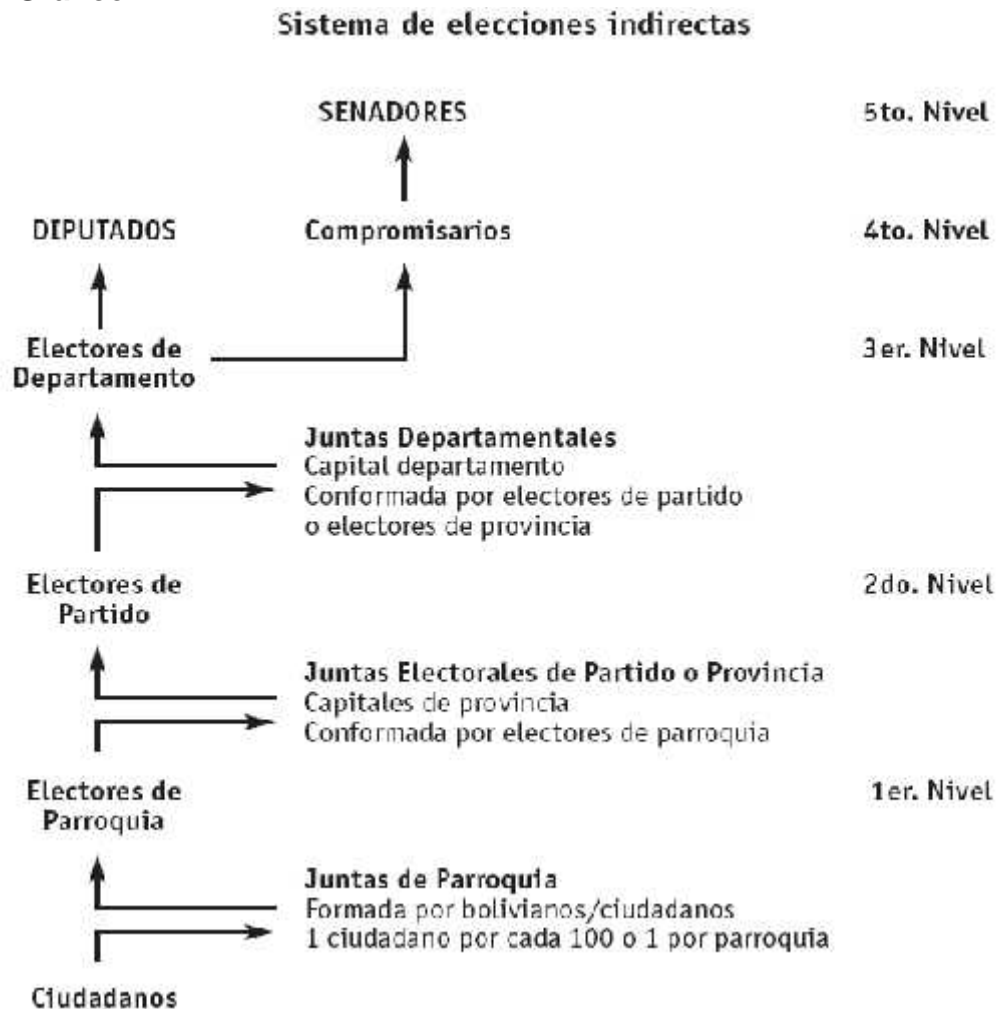 Sistema de elecciones indirectas
SENADORES
5to. Nivel
DIPUTADOS
Compromisarios
4to. Nivel
Electores de
Departamento
3er. Nivel
Juntas Departamentales
Capital departamento
Conformada por electores de partido
o electores de provincia
Electores de
Partido
2do. Nivel
Juntas Electorales de Partido o Provincia
Capitales de provincia
Conformada por electores de parroquia
Electores de
Parroquia
1er. Nivel
Juntas de Parroquia
Formada por bolivianos/ciudadanos
1 ciudadano por cada 100 o 1 por parroquia
Ciudadanos